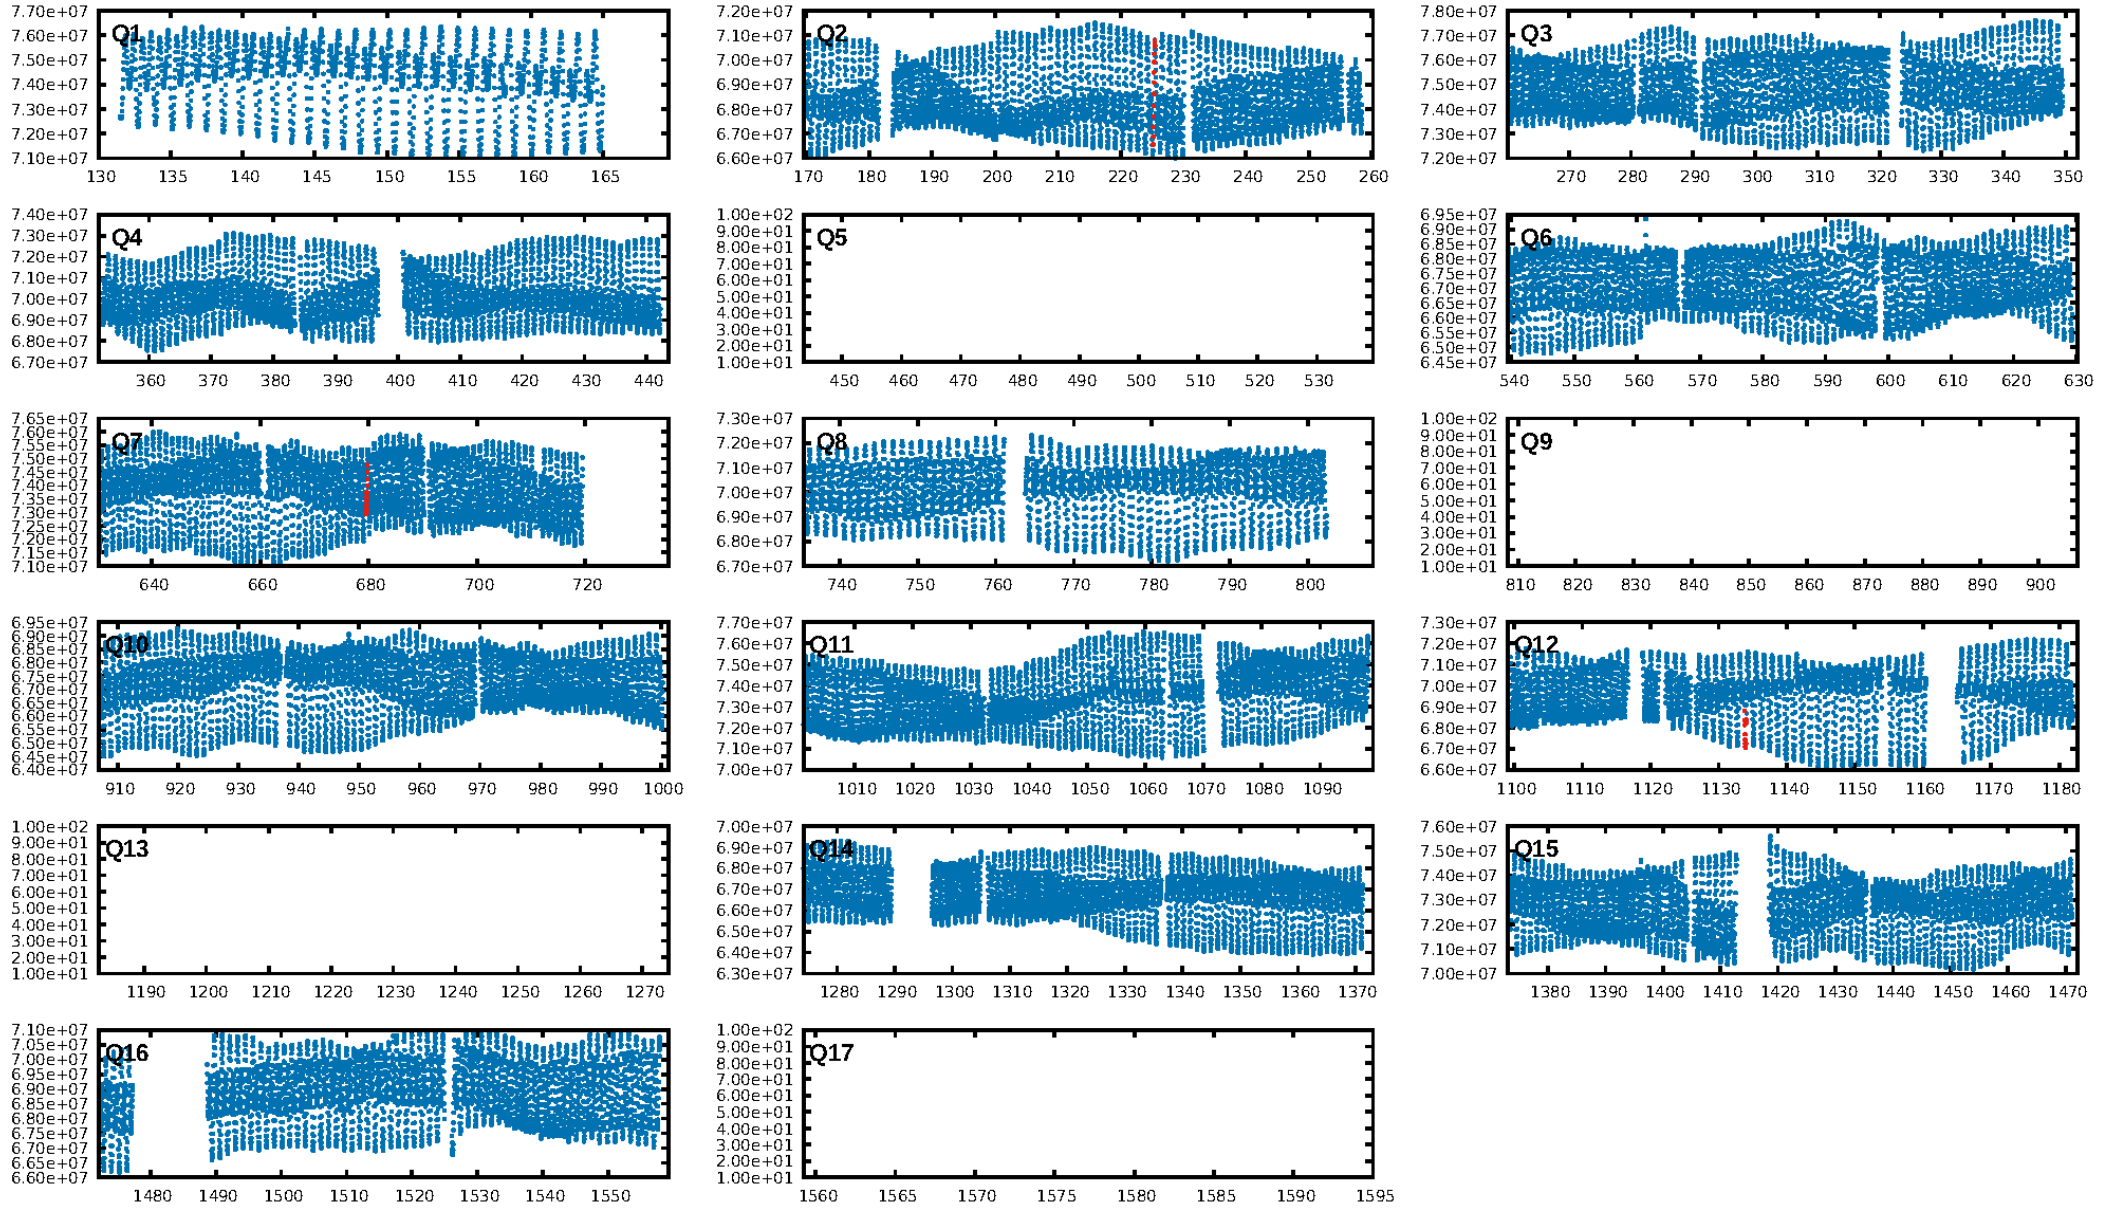 7.70e+07 7.60e+07 7.50e+07 7.40e+07 7.30e+07 7.20e+07 7.10e+07
Q1
130 135 140 145 150 155 160 165
7.20e+07 7.10e+07 7.00e+07 6.90e+07 6.80e+07 6.70e+07 6.60e+07
Q2
170 180 190 200 210 220 230 240 250 260
7.80e+07 7.70e+07 7.60e+07 7.50e+07 7.40e+07 7.30e+07 7.20e+07
Q3
270 280 290 300 310 320 330 340 350
7.40e+07 7.30e+07 7.20e+07 7.10e+07 7.00e+07 6.90e+07 6.80e+07 6.70e+07
Q4
360 370 380 390 400 410 420 430 440
1.00e+02 9.00e+01 8.00e+01 7.00e+01 6.00e+01 5.00e+01 4.00e+01 3.00e+01 2.00e+01 1.00e+01
Q5
450 460 470 480 490 500 510 520 530
6.95e+07 6.90e+07 6.85e+07 6.80e+07 6.75e+07 6.70e+07 6.65e+07 6.60e+07 6.55e+07 6.50e+07 6.45e+07
Q6
540 550 560 570 580 590 600 610 620 630
7.65e+07 7.60e+07 7.55e+07 7.50e+07 7.45e+07 7.40e+07 7.35e+07 7.30e+07 7.25e+07 7.20e+07 7.15e+07 7.10e+07
Q7
640 660 680 700 720
7.30e+07 7.20e+07 7.10e+07 7.00e+07 6.90e+07 6.80e+07 6.70e+07
Q8
740 750 760 770 780 790 800
1.00e+02 9.00e+01 8.00e+01 7.00e+01 6.00e+01 5.00e+01 4.00e+01 3.00e+01 2.00e+01 1.00e+01
Q9
810 820 830 840 850 860 870 880 890 900
6.95e+07 6.90e+07 6.85e+07 6.80e+07 6.75e+07 6.70e+07 6.65e+07 6.60e+07 6.55e+07 6.50e+07 6.45e+07 6.40e+07
Q10
910 920 930 940 950 960 970 980 990 1000
7.70e+07 7.60e+07 7.50e+07 7.40e+07 7.30e+07 7.20e+07 7.10e+07 7.00e+07
Q11
1010 1020 1030 1040 1050 1060 1070 1080 1090
7.30e+07 7.20e+07 7.10e+07 7.00e+07 6.90e+07 6.80e+07 6.70e+07 6.60e+07
Q12
1100 1110 1120 1130 1140 1150 1160 1170 1180
1.00e+02 9.00e+01 8.00e+01 7.00e+01 6.00e+01 5.00e+01 4.00e+01 3.00e+01 2.00e+01 1.00e+01
Q13
1190 1200 1210 1220 1230 1240 1250 1260 1270
7.00e+07 6.90e+07 6.80e+07 6.70e+07 6.60e+07 6.50e+07 6.40e+07 6.30e+07
Q14
1280 1290 1300 1310 1320 1330 1340 1350 1360 1370
7.60e+07 7.50e+07 7.40e+07 7.30e+07 7.20e+07 7.10e+07 7.00e+07
Q15
1380 1390 1400 1410 1420 1430 1440 1450 1460 1470
7.10e+07 7.05e+07 7.00e+07 6.95e+07 6.90e+07 6.85e+07 6.80e+07 6.75e+07 6.70e+07 6.65e+07 6.60e+07
Q16
1480 1490 1500 1510 1520 1530 1540 1550
1.00e+02 9.00e+01 8.00e+01 7.00e+01 6.00e+01 5.00e+01 4.00e+01 3.00e+01 2.00e+01 1.00e+01
Q17
1560 1565 1570 1575 1580 1585 1590 1595